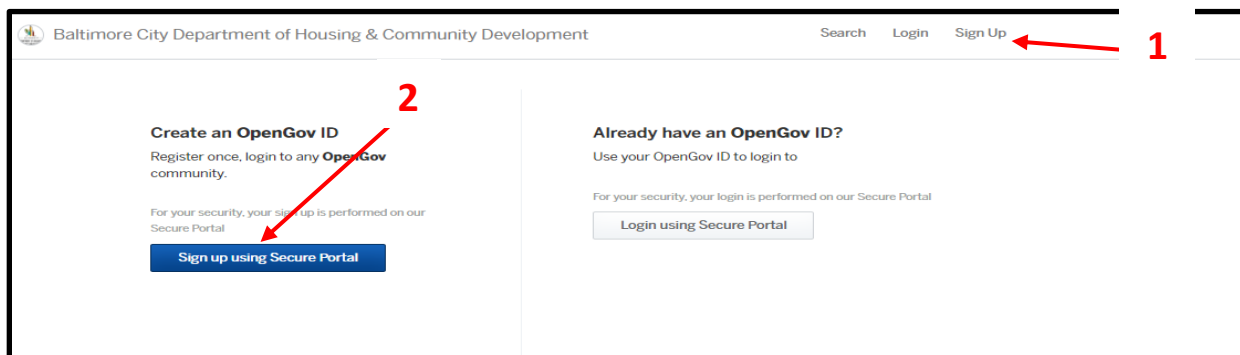 Baltimore City Department of Housing & Community Development
Search Login Sign Up
1
2
Create an OpenGov ID
Register once, login to any OpenGov
community.
For your security, your sign up is performed on our
Secure Portal
Sign up using Secure Portal
Already have an OpenGov ID?
Use your OpenGov ID to login to
For your security, your login is performed on our Secure Portal
Login using Secure Portal